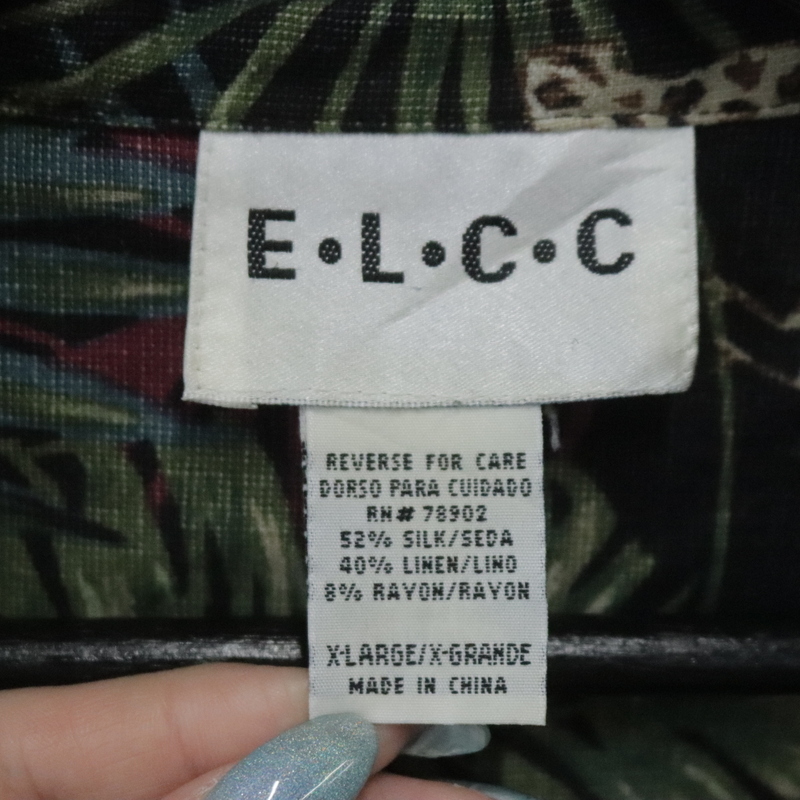 E•L•C•C
REVERSE FOR CARE
DORSO PARA CUIDADO
RN# 78902
52% SILK/SEDA
40% LINEN/LINO
8% RAYON/RAYON
X-LARGE/X-GRANDE
MADE IN CHINA